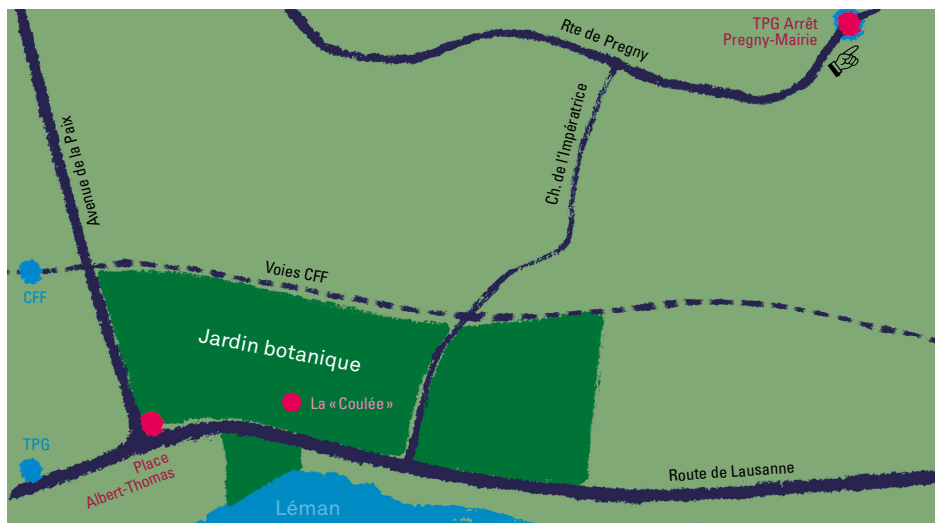 TPG Arrêt
Pregny-Mairie
Rte de Pregny
Avenue de la Paix
Ch. de l'Impératrice
Voies CFF
CFF
Jardin botanique
La « Coulée »
TPG
Place
Albert-Thomas
Route de Lausanne
Léman